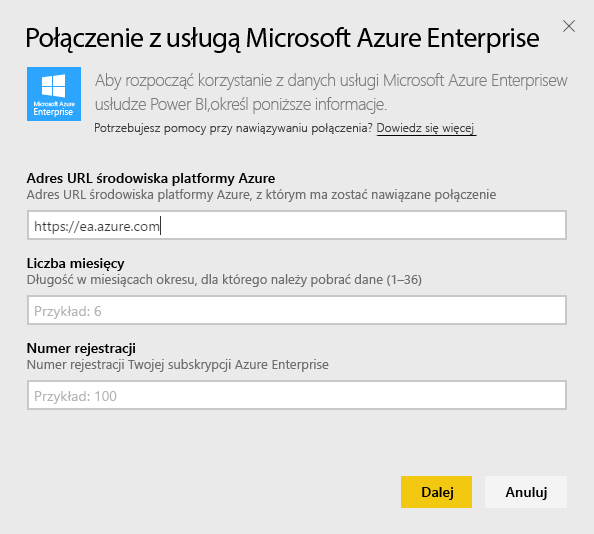 Połączenie z usługą Microsoft Azure Enterprise
Microsoft Azure
Enterprise
Aby rozpocząć korzystanie z danych usługi Microsoft Azure Enterprisew
usłudze Power BI,określ poniższe informacje.
Potrzebujesz pomocy przy nawiązywaniu połączenia? Dowiedz się więcej
Adres URL środowiska platformy Azure
Adres URL środowiska platformy Azure, z którym ma zostać nawiązane połączenie
https://ea.azure.com
Liczba miesięcy
Długość w miesiącach okresu, dla którego należy pobrać dane (1–36)
Przykład: 6
Numer rejestracji
Numer rejestracji Twojej subskrypcji Azure Enterprise
Przykład: 100
Dalej
Anuluj